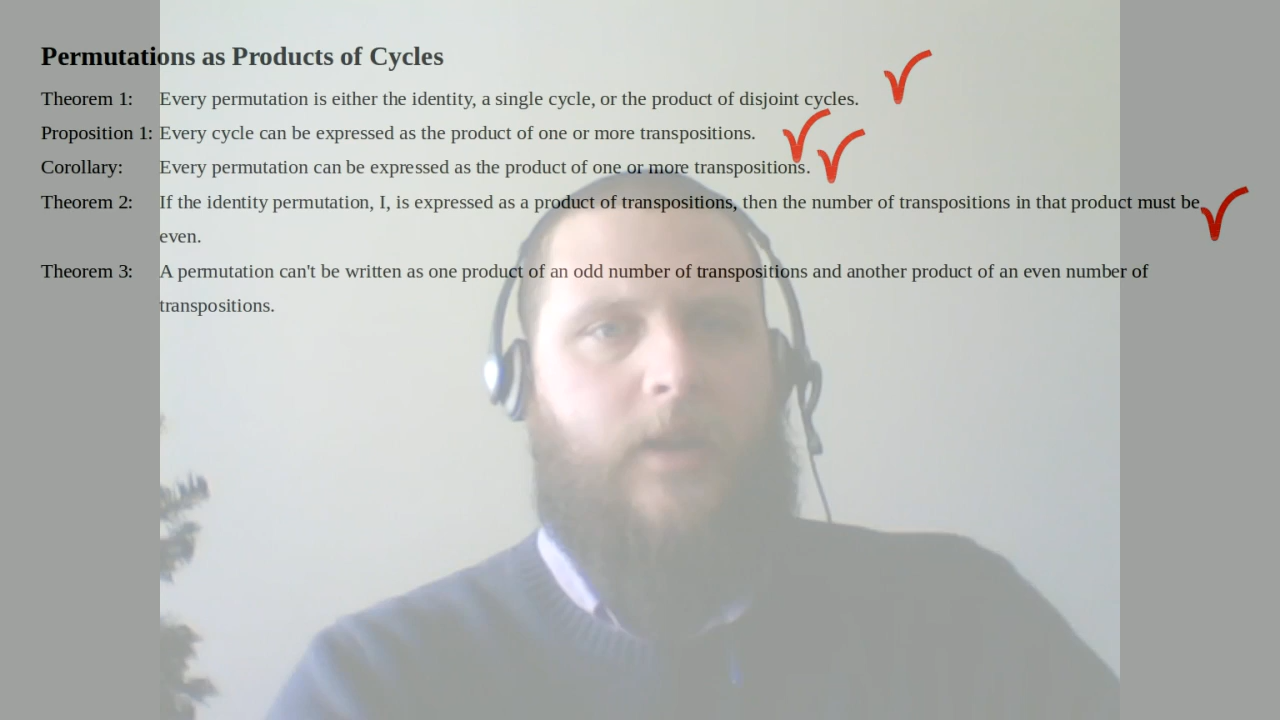 Permutations as Products of Cycles
Theorem 1: Every permutation is either the identity, a single cycle, or the product of disjoint cycles.
Proposition 1: Every cycle can be expressed as the product of one or more transpositions.
Corollary: Every permutation can be expressed as the product of one or more transpositions.
Theorem 2: If the identity permutation, I, is expressed as a product of transpositions, then the number of transpositions in that product must be
even.
Theorem 3: A permutation can't be written as one product of an odd number of transpositions and another product of an even number of
transpositions.